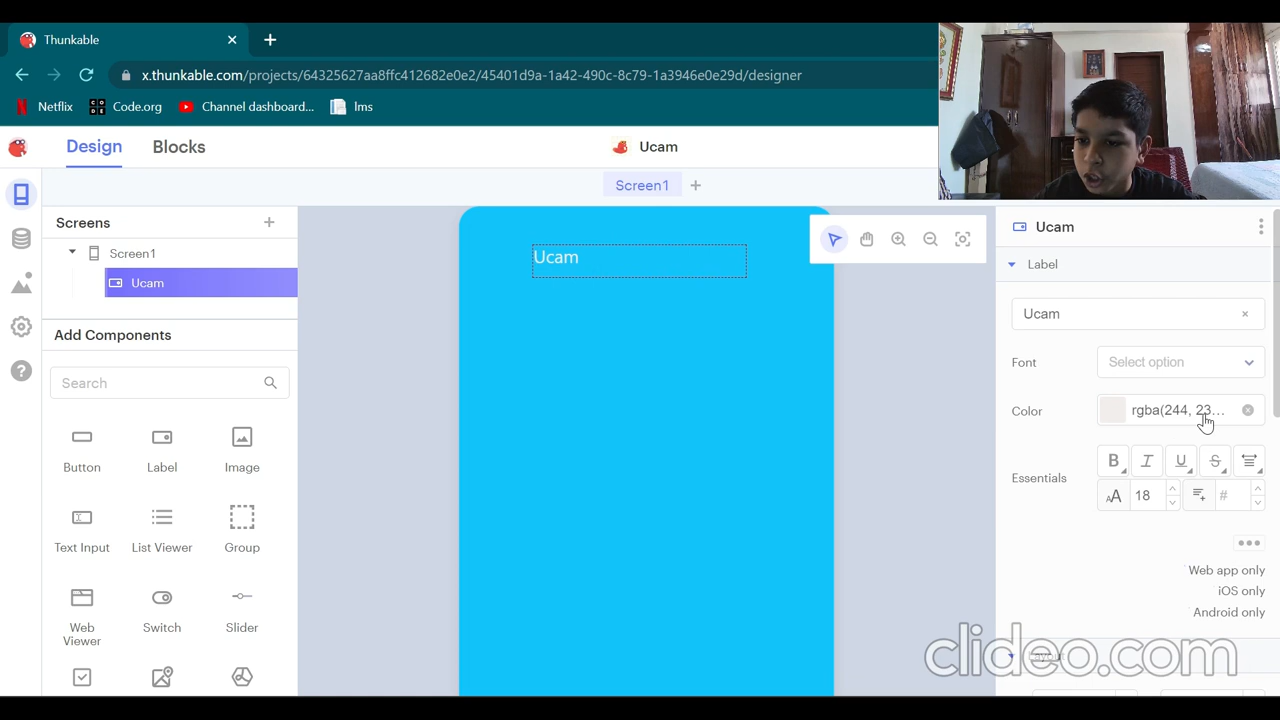 Thunkable
x.thunkable.com/projects/64325627aa8ffc412682e0e2/45401d9a-1a42-490c-8c79-1a3946e0e29d/designer
Netflix
CODE
Code.org
Channel dashboard...
lms
Design
Blocks
Ucam
Screen1
Screens
Screen1
Ucam
Add Components
Search
Button
Label
Image
Text Input
List Viewer
Group
Web
Viewer
Switch
Slider
Ucam
Ucam
Label
Ucam
Font
Select option
Color
rgba(244, 23...
Essentials
B I U S
AA 18 #
Web app only
iOS only
Android only
Layout
clideo.com